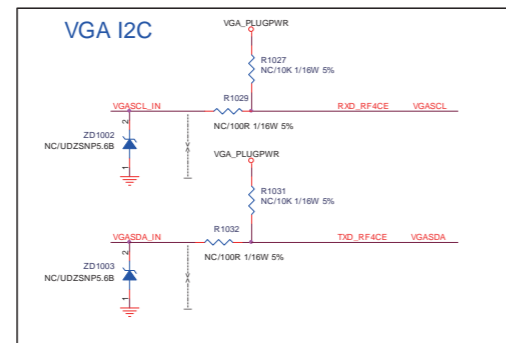 VGA I2C
VGA_PLUGPWR
R1027
NC/10K 1/16W 5%
R1029
VGASCL_IN
RXD_RF4CE
VGASCL
2
NC/100R 1/16W 5%
ZD1002
NC/UDZSNP5.6B
1
VGA_PLUGPWR
R1031
NC/10K 1/16W 5%
R1032
VGASDA_IN
TXD_RF4CE
VGASDA
2
NC/100R 1/16W 5%
ZD1003
NC/UDZSNP5.6B
1